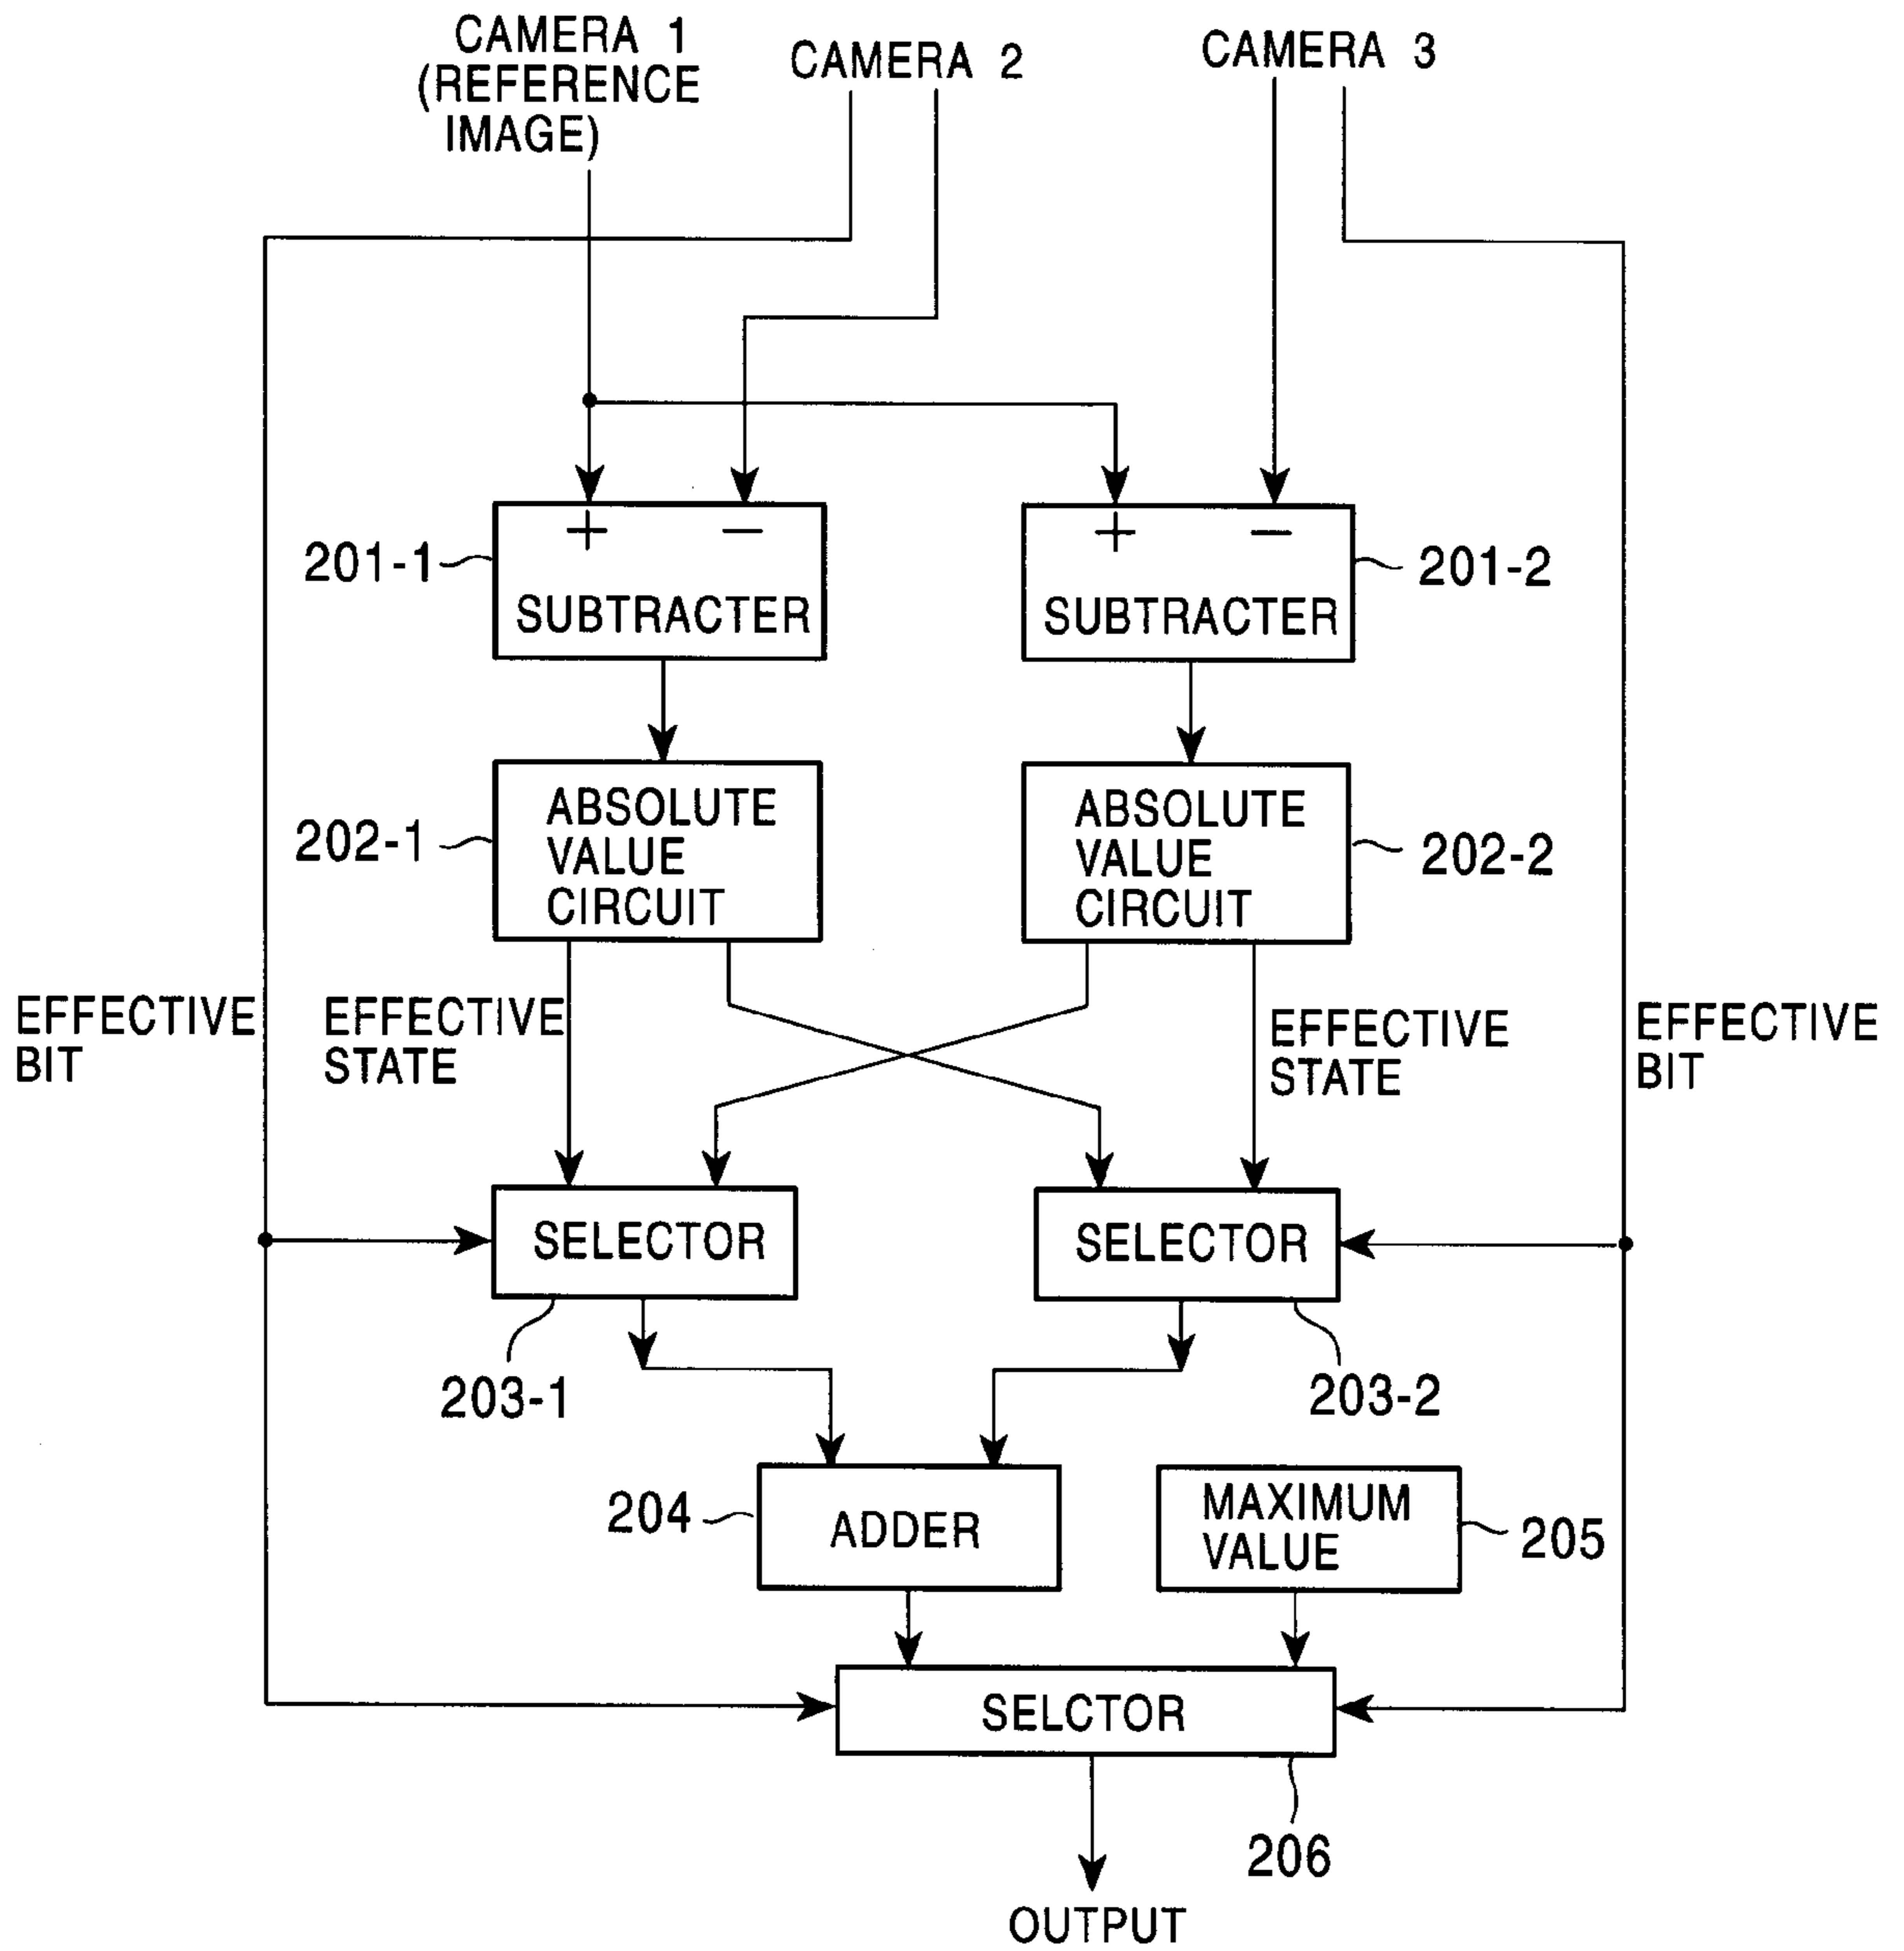 CAMERA 1
(REFERENCE
IMAGE)
CAMERA 2
CAMERA 3
+ −
SUBTRACTER
201-1
+ −
SUBTRACTER
201-2
ABSOLUTE
VALUE
CIRCUIT
202-1
ABSOLUTE
VALUE
CIRCUIT
202-2
EFFECTIVE
BIT
EFFECTIVE
STATE
EFFECTIVE
STATE
EFFECTIVE
BIT
SELECTOR
203-1
SELECTOR
203-2
204
ADDER
MAXIMUM
VALUE
205
SELCTOR
206
OUTPUT